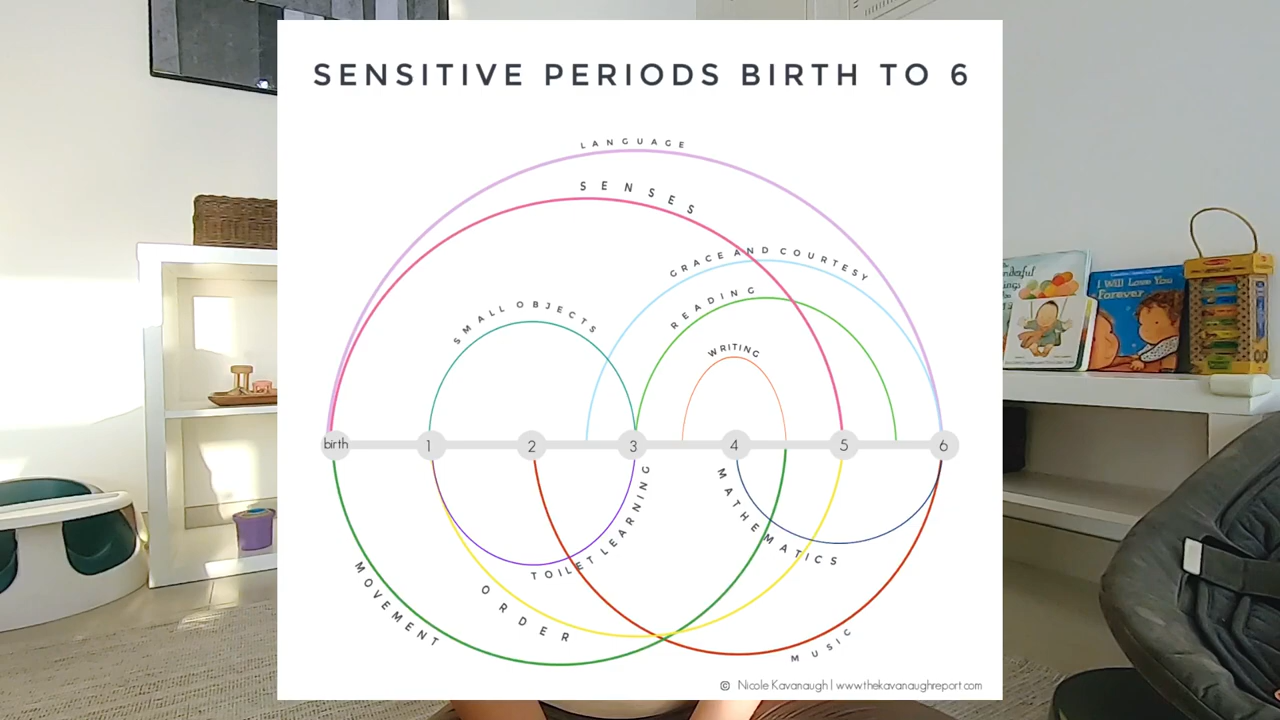 SENSITIVE PERIODS BIRTH TO 6
LANGUAGE
SENSES
GRACE AND COURTESY
READING
SMALL OBJECTS
WRITING
birth 1 2 3 4 5 6
TOILET LEARNING
MATHEMATICS
ORDER
MOVEMENT
MUSIC
© Nicole Kavanaugh | www.thekavanaughreport.com
I Will Love You
Forever